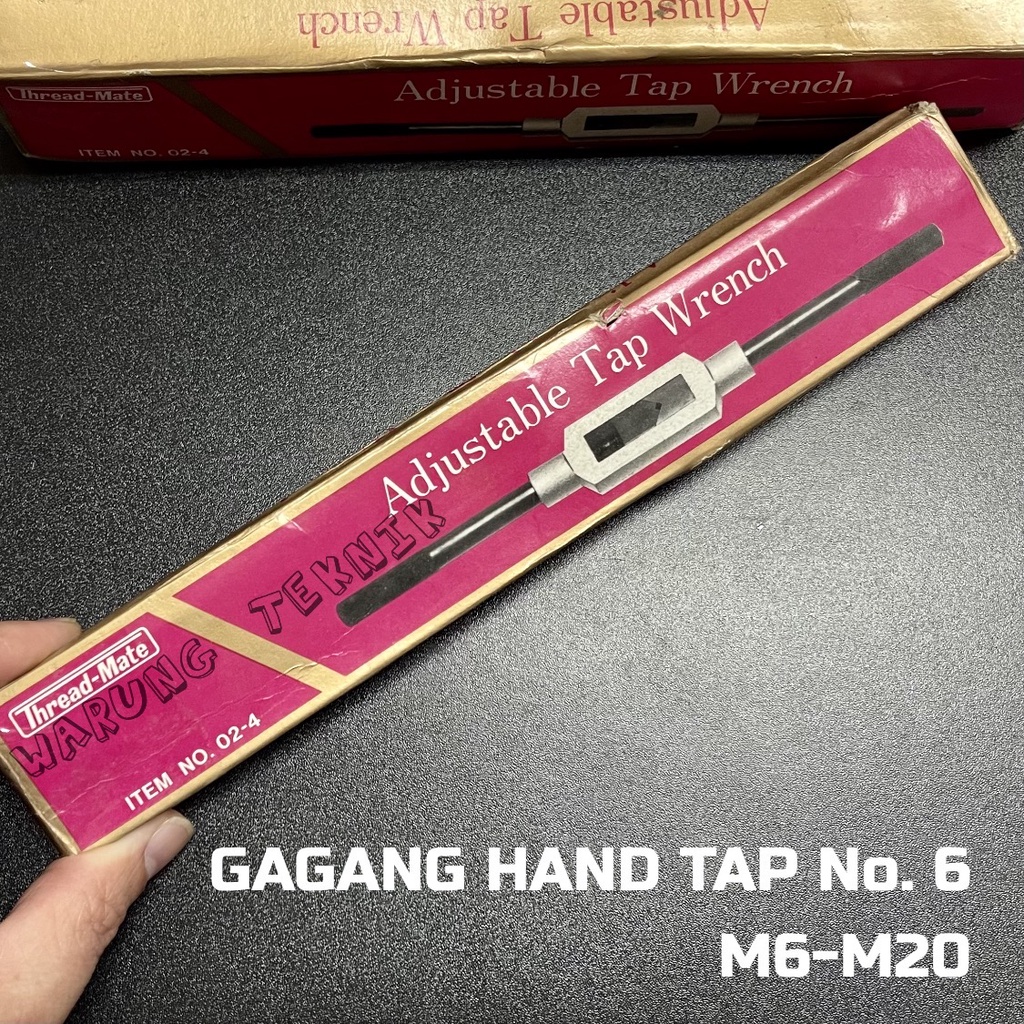 Adjustable Tap Wrench
Thread-Mate
Adjustable Tap Wrench
ITEM NO. 02-4
Adjustable Tap Wrench
Thread-Mate
ITEM NO. 02-4
WARUNG TEKNIK
GAGANG HAND TAP No. 6
M6-M20